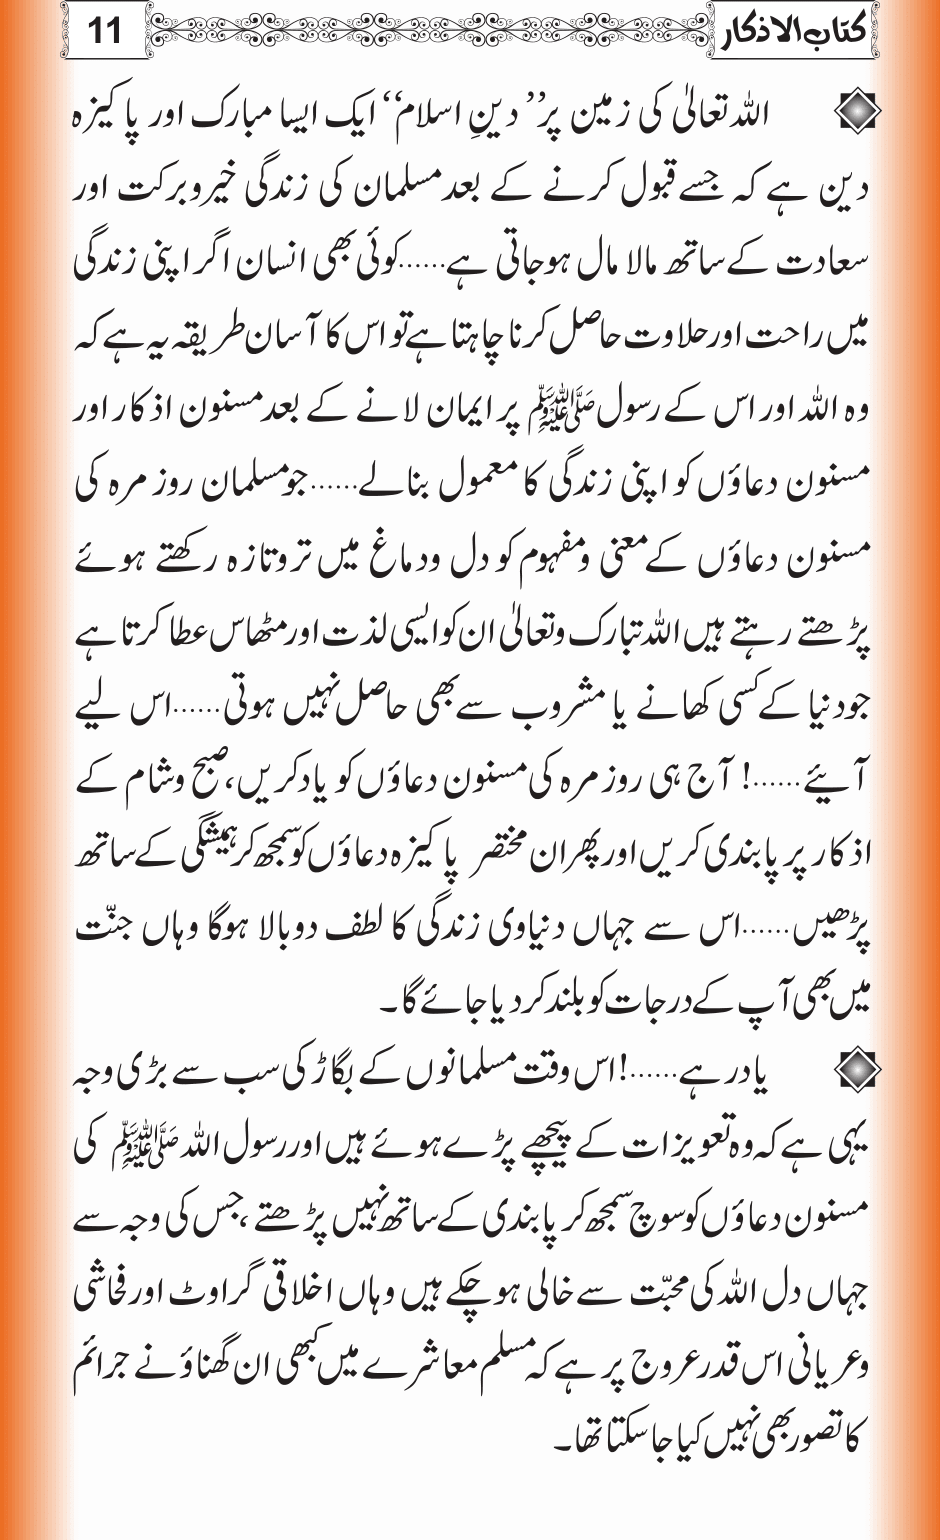 کتاب الاذکار
11
اللہ تعالیٰ کی زمین پر ’’دینِ اسلام‘‘ ایک ایسا مبارک اور پاکیزہ
دین ہے کہ جسے قبول کرنے کے بعد مسلمان کی زندگی خیر و برکت اور
سعادت کے ساتھ مالا مال ہو جاتی ہے......کوئی بھی انسان اگر اپنی زندگی
میں راحت اور حلاوت حاصل کرنا چاہتا ہے تو اس کا آسان طریقہ یہ ہے کہ
وہ اللہ اور اس کے رسول ﷺ پر ایمان لانے کے بعد مسنون اذکار اور
مسنون دعاؤں کو اپنی زندگی کا معمول بنالے......جو مسلمان روز مرہ کی
مسنون دعاؤں کے معنی و مفہوم کو دل و دماغ میں تروتازہ رکھتے ہوئے
پڑھتے رہتے ہیں اللہ تبارک و تعالیٰ ان کو ایسی لذت اور مٹھاس عطا کرتا ہے
جو دنیا کے کسی کھانے یا مشروب سے بھی حاصل نہیں ہوتی......اس لیے
آیئے......! آج ہی روز مرہ کی مسنون دعاؤں کو یاد کریں، صبح و شام کے
اذکار پر پابندی کریں اور پھر ان مختصر پاکیزہ دعاؤں کو سمجھ کر ہمیشگی کے ساتھ
پڑھیں......اس سے جہاں دنیاوی زندگی کا لطف دوبالا ہوگا وہاں جنّت
میں بھی آپ کے درجات کو بلند کر دیا جائے گا۔
یاد رہے......! اس وقت مسلمانوں کے بگاڑ کی سب سے بڑی وجہ
یہی ہے کہ وہ تعویزات کے پیچھے پڑے ہوئے ہیں اور رسول اللہ ﷺ کی
مسنون دعاؤں کو سوچ سمجھ کر پابندی کے ساتھ نہیں پڑھتے، جس کی وجہ سے
جہاں دل اللہ کی محبّت سے خالی ہو چکے ہیں وہاں اخلاقی گراوٹ اور فحاشی
و عریانی اس قدر عروج پر ہے کہ مسلم معاشرے میں کبھی ان گھناؤنے جرائم
کا تصور بھی نہیں کیا جاسکتا تھا۔